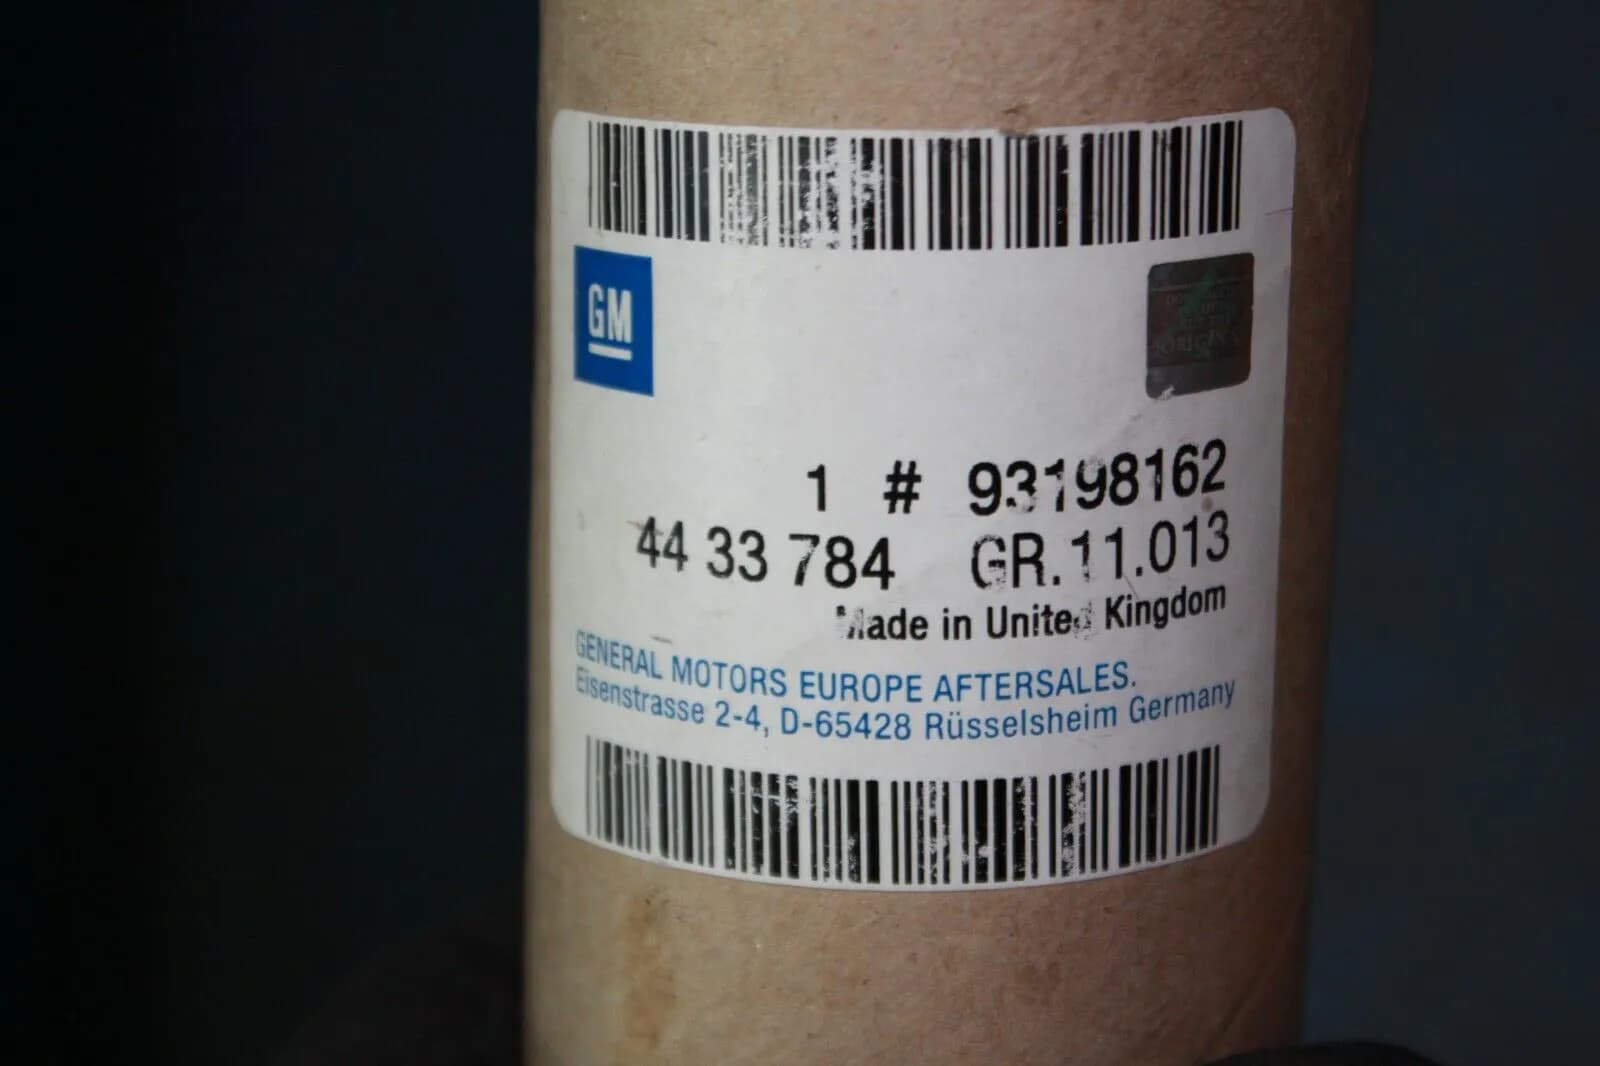 GM
1 # 93198162
44 33 784 GR.11.013
Made in United Kingdom
GENERAL MOTORS EUROPE AFTERSALES.
Eisenstrasse 2-4, D-65428 Rüsselsheim Germany